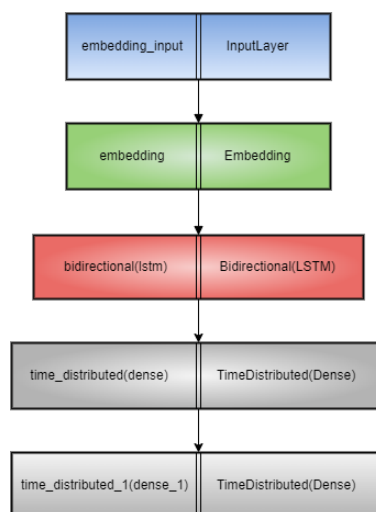 embedding_input InputLayer
embedding Embedding
bidirectional(lstm) Bidirectional(LSTM)
time_distributed(dense) TimeDistributed(Dense)
time_distributed_1(dense_1) TimeDistributed(Dense)